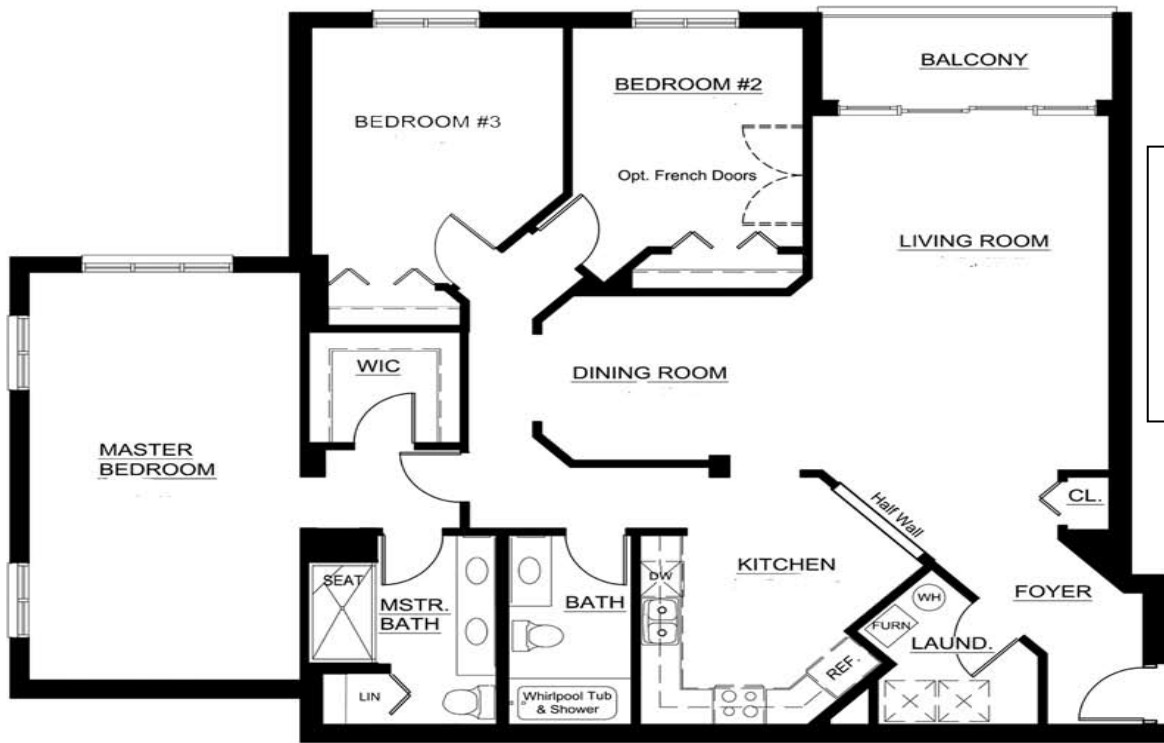 BALCONY
BEDROOM #2
BEDROOM #3
Opt. French Doors
LIVING ROOM
WIC
DINING ROOM
MASTER
BEDROOM
CL.
Half Wall
KITCHEN
SEAT
DW
WH
FOYER
MSTR.
BATH
BATH
FURN
LAUND.
REF.
LIN
Whirlpool Tub
& Shower